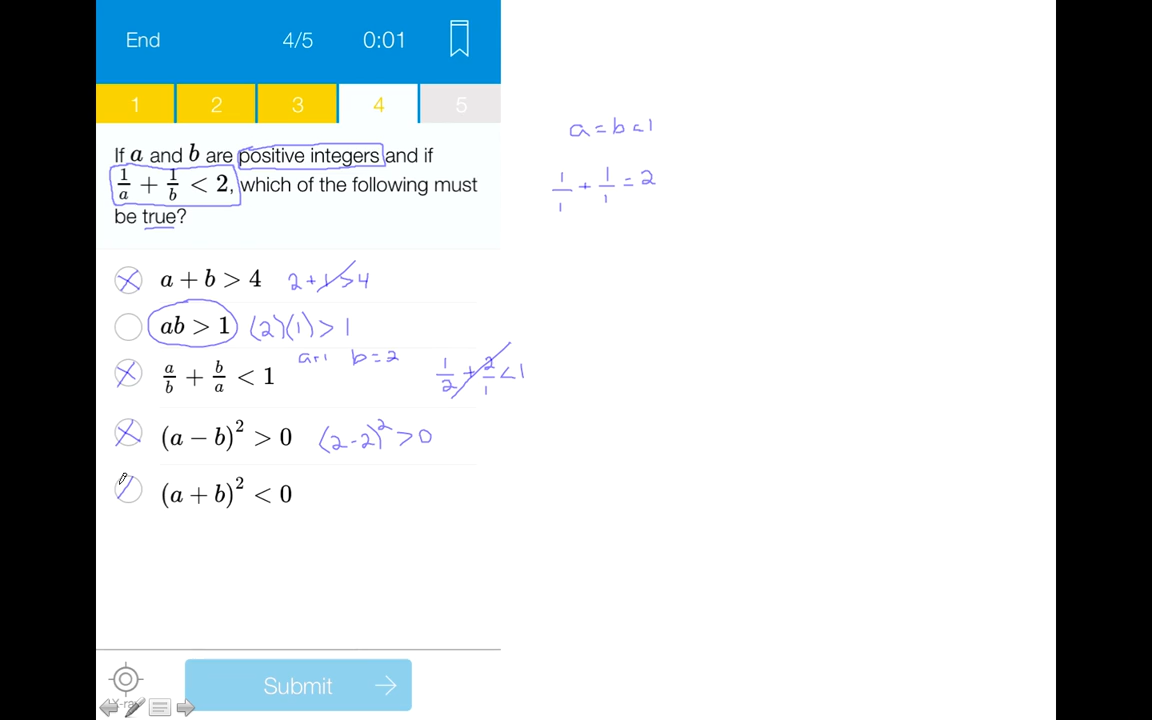 End 4/5 0:01
1 2 3 4 5
If a and b are positive integers and if
1/a + 1/b < 2, which of the following must
be true?
a + b > 4 2 + 1 > 4
ab > 1 (2)(1) > 1
a=1 b = 2
a/b + b/a < 1 1/2 + 2/1 < 1
(a − b)² > 0 (2-2)² > 0
(a + b)² < 0
Submit
a = b = 1
1/1 + 1/1 = 2